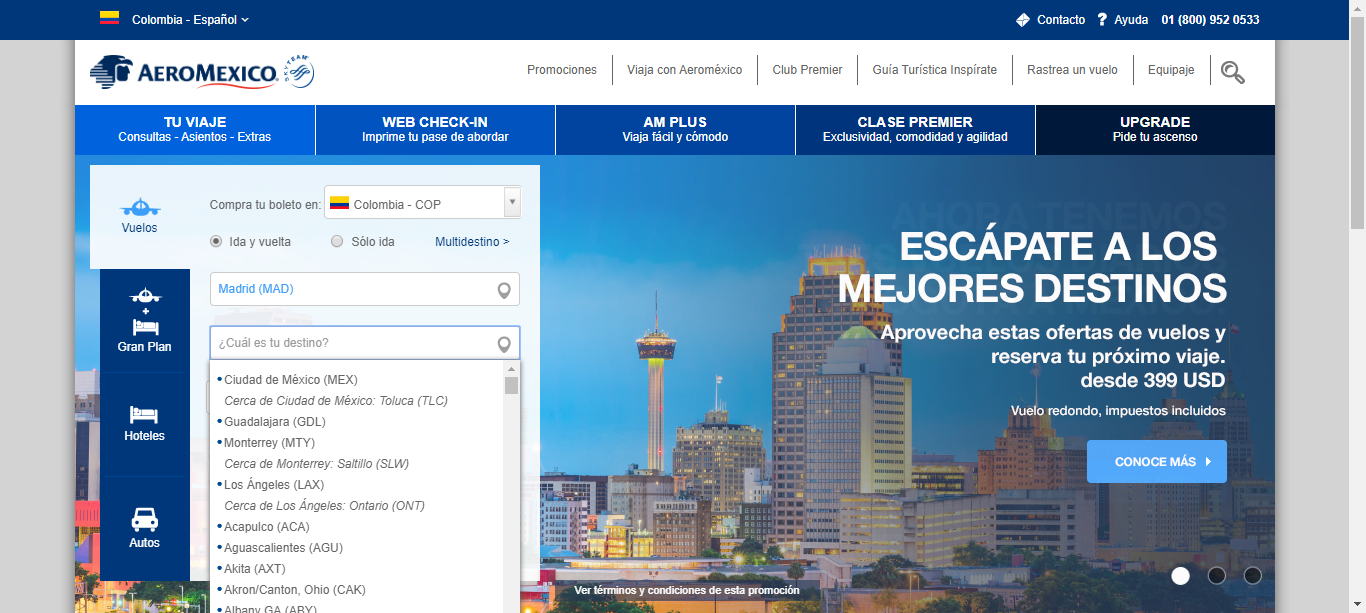 Colombia - Español
Contacto
? Ayuda
01 (800) 952 0533
AEROMEXICO.
SKYTEAM
Promociones
Viaja con Aeroméxico
Club Premier
Guía Turística Inspírate
Rastrea un vuelo
Equipaje
TU VIAJE
Consultas - Asientos - Extras
WEB CHECK-IN
Imprime tu pase de abordar
AM PLUS
Viaja fácil y cómodo
CLASE PREMIER
Exclusividad, comodidad y agilidad
UPGRADE
Pide tu ascenso
Vuelos
+
Gran Plan
Hoteles
Autos
Compra tu boleto en:
Colombia - COP
Ida y vuelta
Sólo ida
Multidestino >
Madrid (MAD)
¿Cuál es tu destino?
• Ciudad de México (MEX)
Cerca de Ciudad de México: Toluca (TLC)
• Guadalajara (GDL)
• Monterrey (MTY)
Cerca de Monterrey: Saltillo (SLW)
• Los Ángeles (LAX)
Cerca de Los Ángeles: Ontario (ONT)
• Acapulco (ACA)
• Aguascalientes (AGU)
• Akita (AXT)
• Akron/Canton, Ohio (CAK)
• Albany GA (ABY)
AHORA TENEMOS
ESCÁPATE A LOS
MEJORES DESTINOS
Aprovecha estas ofertas de vuelos y
reserva tu próximo viaje.
desde 399 USD
Vuelo redondo, impuestos incluidos
CONOCE MÁS
Ver términos y condiciones de esta promoción